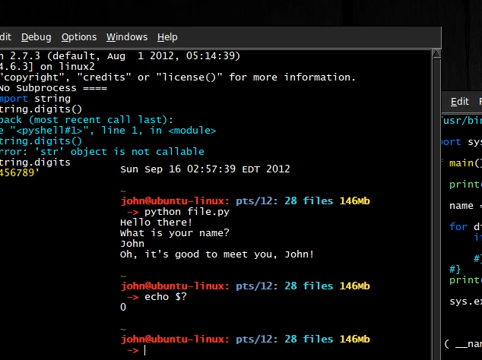 dit Debug Options Windows Help
n 2.7.3 (default, Aug 1 2012, 05:14:39)
4.6.3] on linux2
"copyright", "credits" or "license()" for more information.
No Subprocess ====
mport string
tring.digits()
back (most recent call last):
e "<pyshell#1>", line 1, in <module>
tring.digits()
rror: 'str' object is not callable
tring.digits
456789'
Sun Sep 16 02:57:39 EDT 2012
~
john@ubuntu-linux: pts/12: 28 files 146Mb
-> python file.py
Hello there!
What is your name?
John
Oh, it's good to meet you, John!
~
john@ubuntu-linux: pts/12: 28 files 146Mb
-> echo $?
0
~
john@ubuntu-linux: pts/12: 28 files 146Mb
->
Edit
usr/bin
port sys
main()
print(
name =
for d
i
#}
#}
print(
sys.ex
( __nam